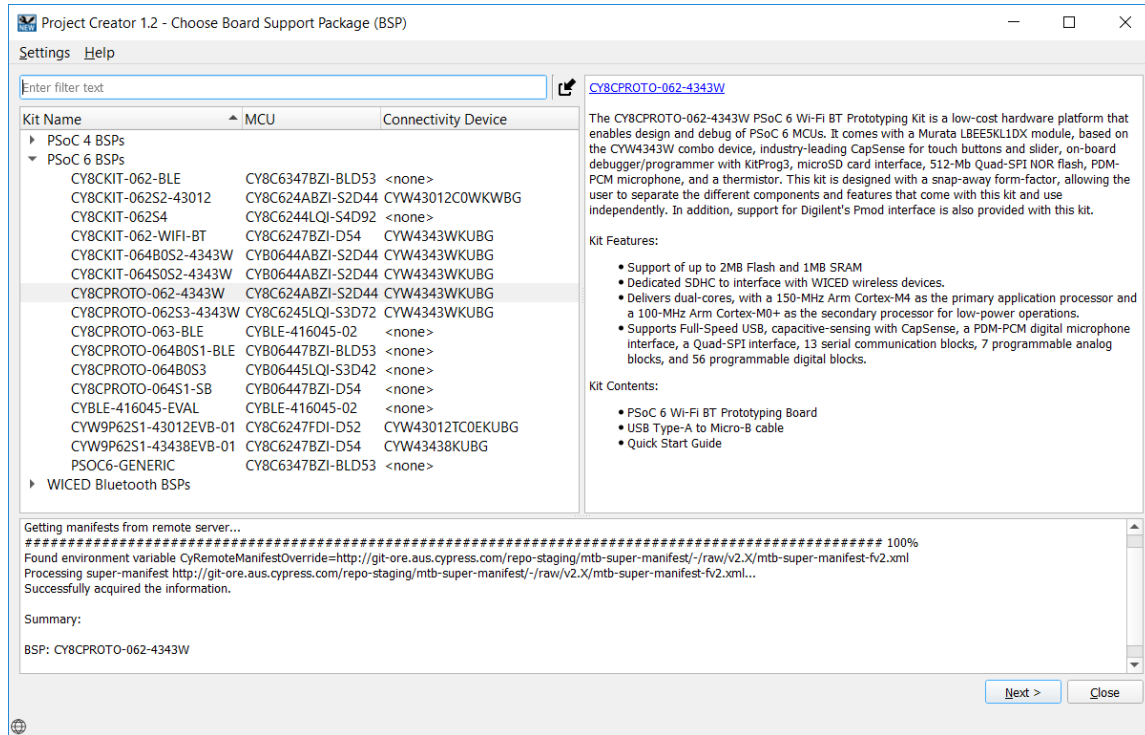 NEW Project Creator 1.2 - Choose Board Support Package (BSP)
Settings Help
Enter filter text
Kit Name MCU Connectivity Device
PSoC 4 BSPs
PSoC 6 BSPs
CY8CKIT-062-BLE CY8C6347BZI-BLD53 <none>
CY8CKIT-062S2-43012 CY8C624ABZI-S2D44 CYW43012C0WKWBG
CY8CKIT-062S4 CY8C6244LQI-S4D92 <none>
CY8CKIT-062-WIFI-BT CY8C6247BZI-D54 CYW4343WKUBG
CY8CKIT-064B0S2-4343W CYB0644ABZI-S2D44 CYW4343WKUBG
CY8CKIT-064S0S2-4343W CYB0644ABZI-S2D44 CYW4343WKUBG
CY8CPROTO-062-4343W CY8C624ABZI-S2D44 CYW4343WKUBG
CY8CPROTO-062S3-4343W CY8C6245LQI-S3D72 CYW4343WKUBG
CY8CPROTO-063-BLE CYBLE-416045-02 <none>
CY8CPROTO-064B0S1-BLE CYB06447BZI-BLD53 <none>
CY8CPROTO-064B0S3 CYB06445LQI-S3D42 <none>
CY8CPROTO-064S1-SB CYB06447BZI-D54 <none>
CYBLE-416045-EVAL CYBLE-416045-02 <none>
CYW9P62S1-43012EVB-01 CY8C6247FDI-D52 CYW43012TC0EKUBG
CYW9P62S1-43438EVB-01 CY8C6247BZI-D54 CYW43438KUBG
PSOC6-GENERIC CY8C6347BZI-BLD53 <none>
WICED Bluetooth BSPs
CY8CPROTO-062-4343W
The CY8CPROTO-062-4343W PSoC 6 Wi-Fi BT Prototyping Kit is a low-cost hardware platform that
enables design and debug of PSoC 6 MCUs. It comes with a Murata LBEE5KL1DX module, based on
the CYW4343W combo device, industry-leading CapSense for touch buttons and slider, on-board
debugger/programmer with KitProg3, microSD card interface, 512-Mb Quad-SPI NOR flash, PDM-
PCM microphone, and a thermistor. This kit is designed with a snap-away form-factor, allowing the
user to separate the different components and features that come with this kit and use
independently. In addition, support for Digilent's Pmod interface is also provided with this kit.
Kit Features:
• Support of up to 2MB Flash and 1MB SRAM
• Dedicated SDHC to interface with WICED wireless devices.
• Delivers dual-cores, with a 150-MHz Arm Cortex-M4 as the primary application processor and
a 100-MHz Arm Cortex-M0+ as the secondary processor for low-power operations.
• Supports Full-Speed USB, capacitive-sensing with CapSense, a PDM-PCM digital microphone
interface, a Quad-SPI interface, 13 serial communication blocks, 7 programmable analog
blocks, and 56 programmable digital blocks.
Kit Contents:
• PSoC 6 Wi-Fi BT Prototyping Board
• USB Type-A to Micro-B cable
• Quick Start Guide
Getting manifests from remote server...
#################################################################################################### 100%
Found environment variable CyRemoteManifestOverride=http://git-ore.aus.cypress.com/repo-staging/mtb-super-manifest/-/raw/v2.X/mtb-super-manifest-fv2.xml
Processing super-manifest http://git-ore.aus.cypress.com/repo-staging/mtb-super-manifest/-/raw/v2.X/mtb-super-manifest-fv2.xml...
Successfully acquired the information.
Summary:
BSP: CY8CPROTO-062-4343W
Next > Close